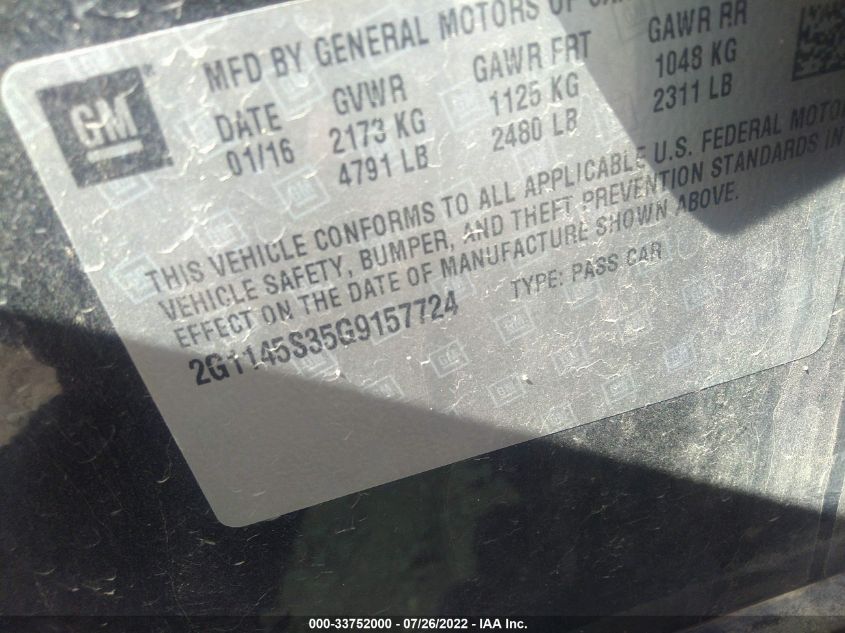 GM
MFD BY GENERAL MOTORS OF
DATE GVWR GAWR FRT GAWR RR
01/16 2173 KG 1125 KG 1048 KG
4791 LB 2480 LB 2311 LB
THIS VEHICLE CONFORMS TO ALL APPLICABLE U.S. FEDERAL MOTOR
VEHICLE SAFETY, BUMPER, AND THEFT PREVENTION STANDARDS IN
EFFECT ON THE DATE OF MANUFACTURE SHOWN ABOVE.
2G1145S35G9157724 TYPE: PASS CAR
000-33752000 / 07/26/2022 - IAA Inc.